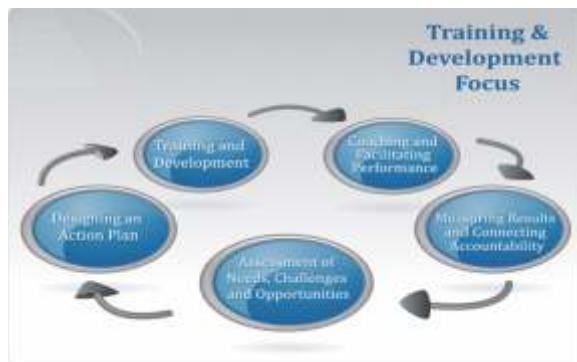 Training &
Development
Focus
Training and
Development
Coaching and
Facilitating
Performance
Designing an
Action Plan
Measuring Results
and Connecting
Accountability
Assessment of
Needs, Challenges
and Opportunities